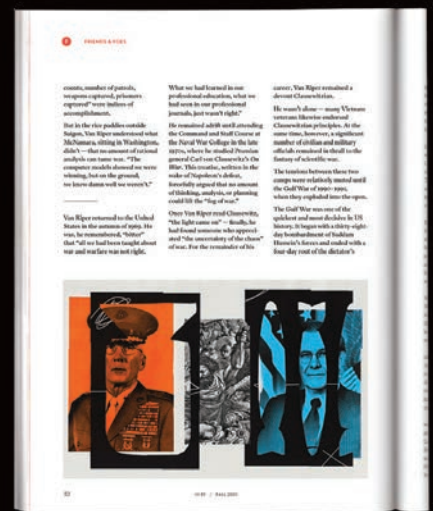 FRIENDS & FOES
counts, number of patrols,
weapons captured, prisoners
captured” were indices of
accomplishment.
But in the rice paddies outside
Saigon, Van Riper understood what
McNamara, sitting in Washington,
didn’t—that no amount of rational
analysis can tame war. “The
computer models showed we were
winning, but on the ground,
we knew damn well we weren’t.”
Van Riper returned to the United
States in the autumn of 1969. He
was, he remembered, “bitter”
that “all we had been taught about
war and warfare was not right.
What we had learned in our
professional education, what we
had seen in our professional
journals, just wasn’t right.”
He remained adrift until attending
the Command and Staff Course at
the Naval War College in the late
1970s, where he studied Prussian
general Carl von Clausewitz’s On
War. This treatise, written in the
wake of Napoleon’s defeat,
forcefully argued that no amount
of thinking, analysis, or planning
could lift the “fog of war.”
Once Van Riper read Clausewitz,
“the light came on” — finally, he
had found someone who appreci-
ated “the uncertainty of the chaos”
of war. For the remainder of his
career, Van Riper remained a
devout Clausewitzian.
He wasn’t alone — many Vietnam
veterans likewise endorsed
Clausewitzian principles. At the
same time, however, a significant
number of civilian and military
officials remained in thrall to the
fantasy of scientific war.
The tensions between these two
camps were relatively muted until
the Gulf War of 1990–1991,
when they exploded into the open.
The Gulf War was one of the
quickest and most decisive in US
history. It began with a thirty-eight-
day bombardment of Saddam
Hussein’s forces and ended with a
four-day rout of the dictator’s
/ FALL 2020